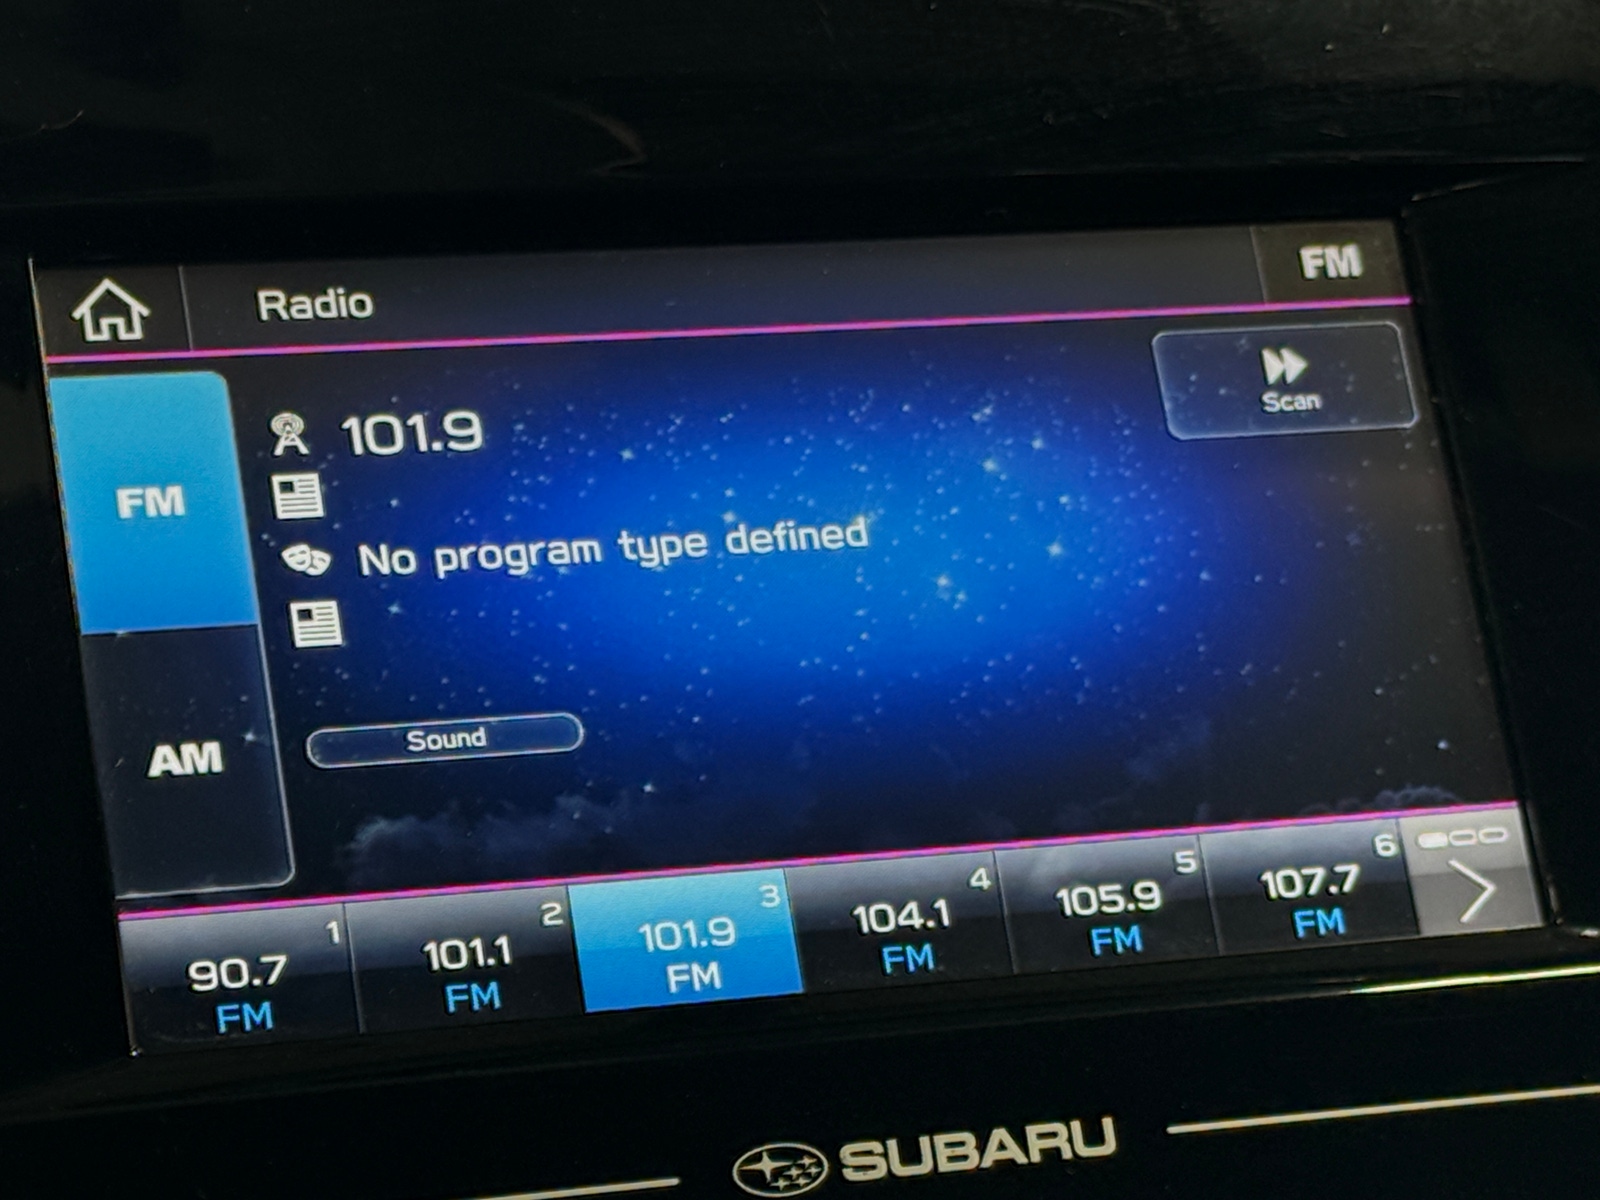 Radio
FM
Scan
101.9
FM
No program type defined
Sound
AM
1
90.7
FM
2
101.1
FM
3
101.9
FM
4
104.1
FM
5
105.9
FM
6
107.7
FM
SUBARU